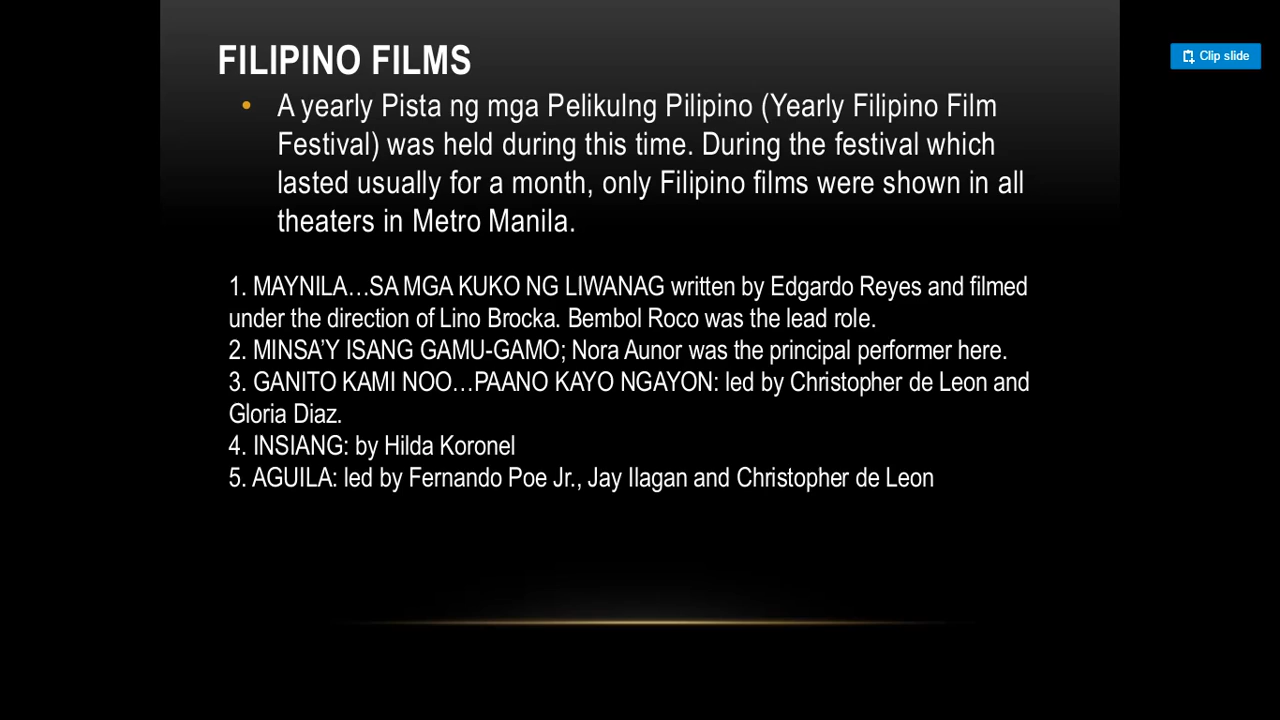 FILIPINO FILMS
Clip slide
• A yearly Pista ng mga Pelikulng Pilipino (Yearly Filipino Film
Festival) was held during this time. During the festival which
lasted usually for a month, only Filipino films were shown in all
theaters in Metro Manila.
1. MAYNILA…SA MGA KUKO NG LIWANAG written by Edgardo Reyes and filmed
under the direction of Lino Brocka. Bembol Roco was the lead role.
2. MINSA’Y ISANG GAMU-GAMO; Nora Aunor was the principal performer here.
3. GANITO KAMI NOO…PAANO KAYO NGAYON: led by Christopher de Leon and
Gloria Diaz.
4. INSIANG: by Hilda Koronel
5. AGUILA: led by Fernando Poe Jr., Jay Ilagan and Christopher de Leon